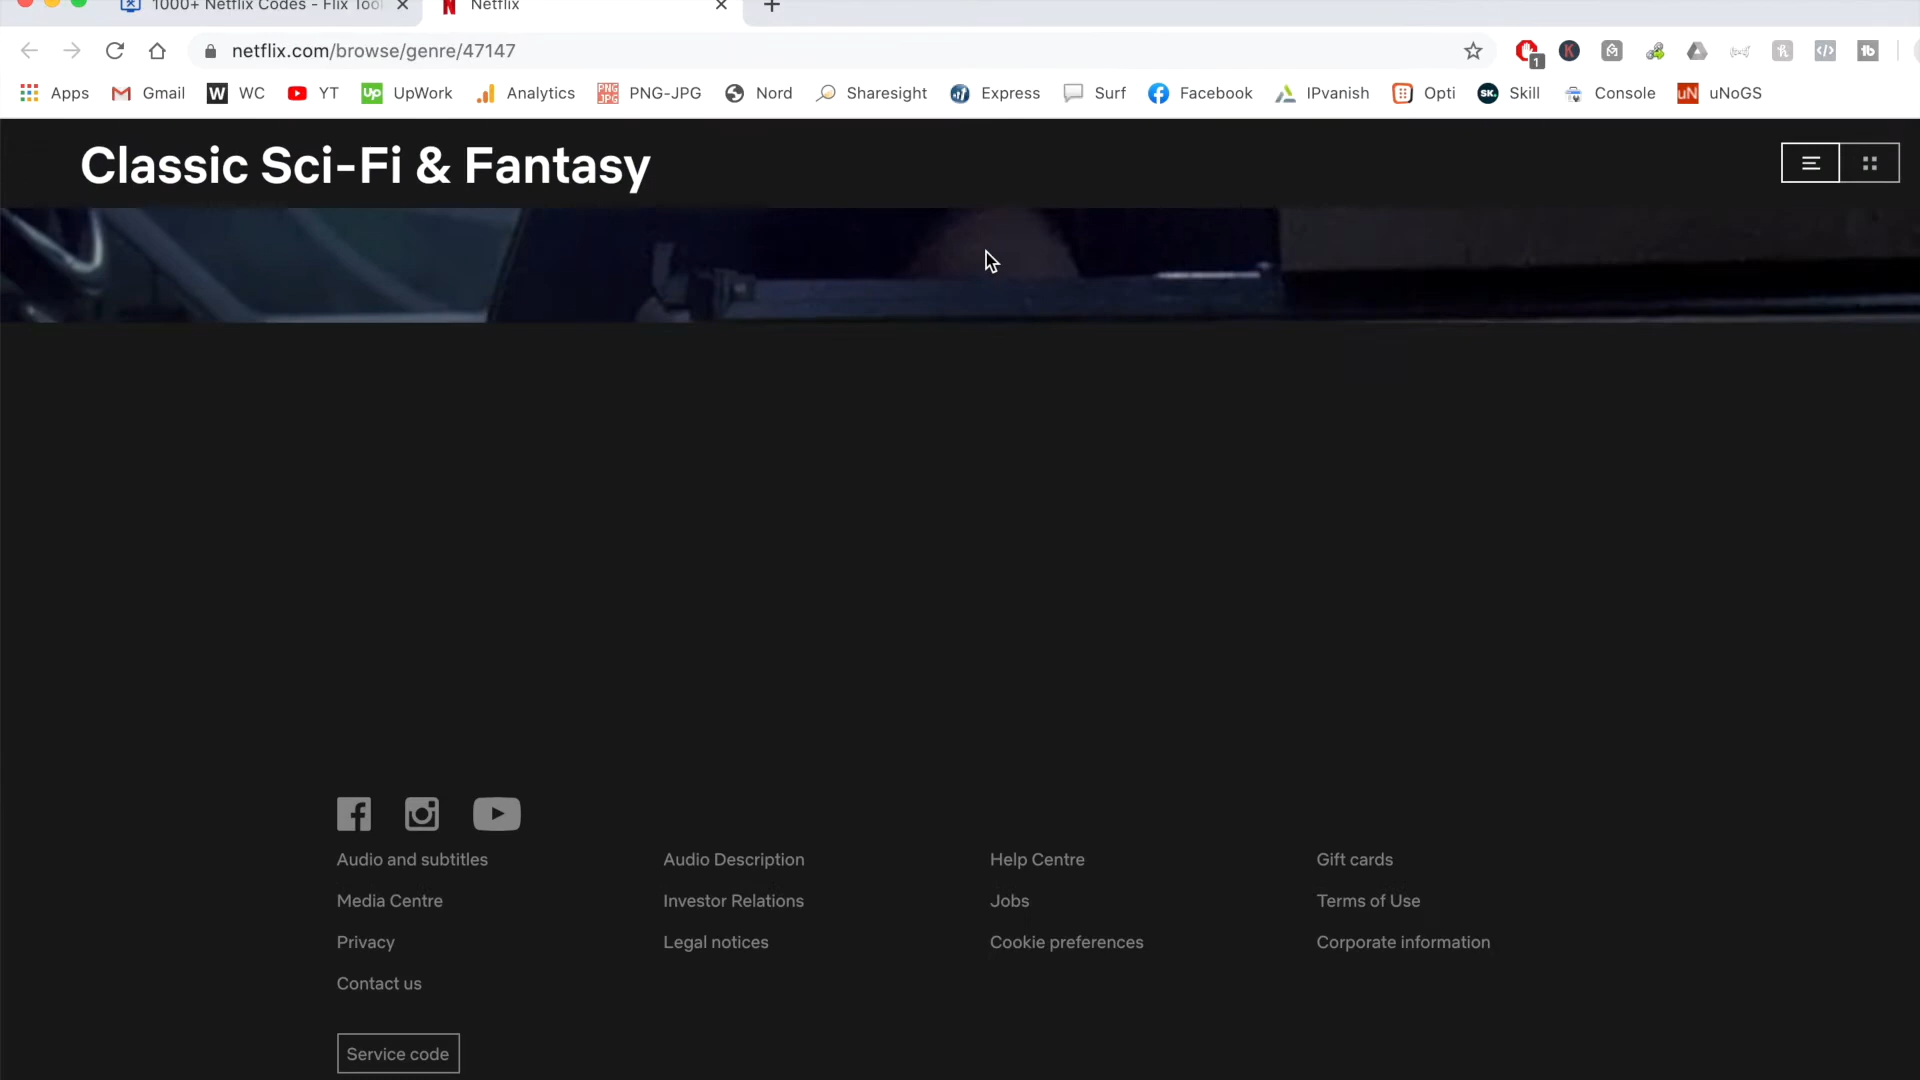 1000+ Netflix Codes - Flix Tool
Netflix
netflix.com/browse/genre/47147
1
Apps Gmail WC YT UpWork Analytics PNG-JPG Nord Sharesight Express Surf Facebook IPvanish Opti Skill Console uNoGS
Classic Sci-Fi & Fantasy
Audio and subtitles Audio Description Help Centre Gift cards
Media Centre Investor Relations Jobs Terms of Use
Privacy Legal notices Cookie preferences Corporate information
Contact us
Service code